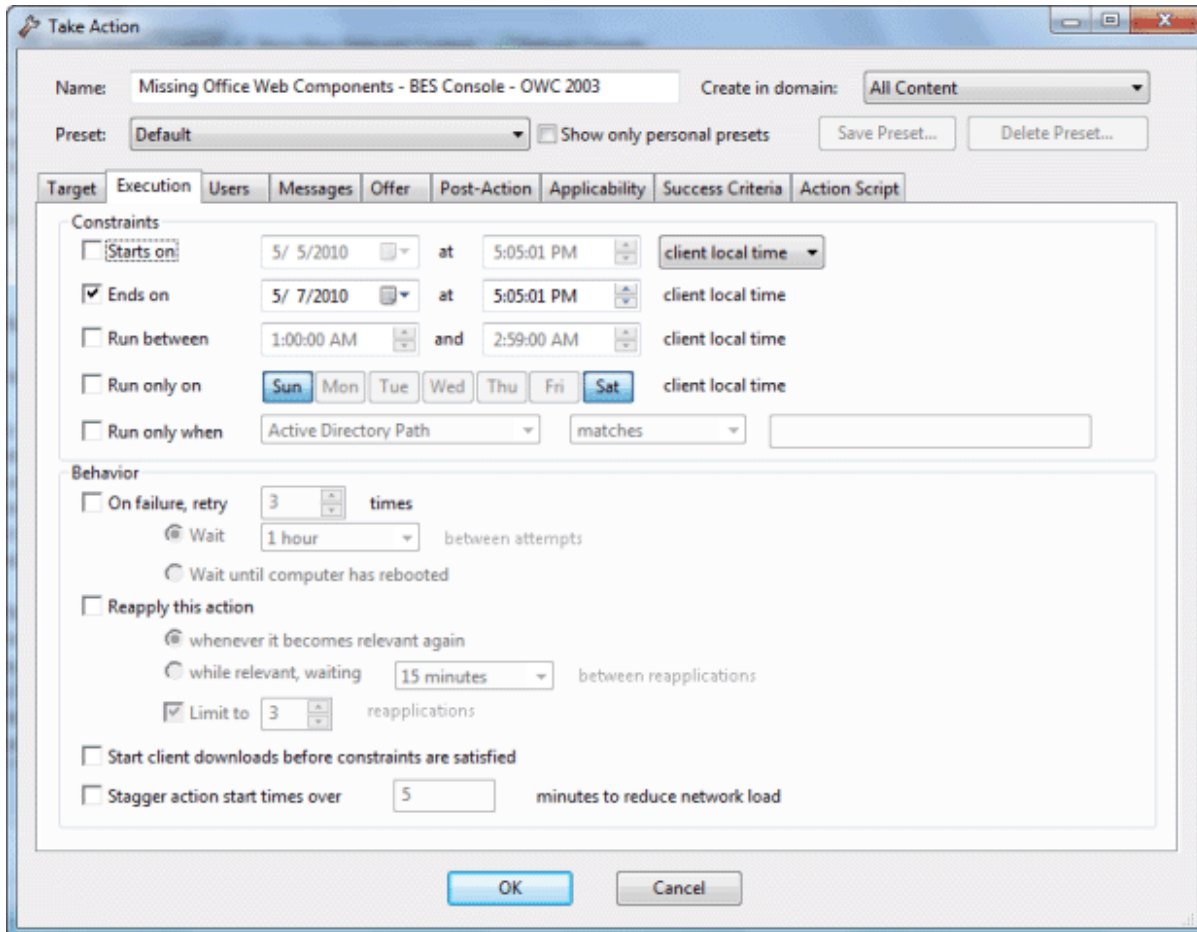 Take Action
Name: Missing Office Web Components - BES Console - OWC 2003 Create in domain: All Content
Preset: Default Show only personal presets Save Preset... Delete Preset...
Target Execution Users Messages Offer Post-Action Applicability Success Criteria Action Script
Constraints
Starts on 5/ 5/2010 at 5:05:01 PM client local time
Ends on 5/ 7/2010 at 5:05:01 PM client local time
Run between 1:00:00 AM and 2:59:00 AM client local time
Run only on Sun Mon Tue Wed Thu Fri Sat client local time
Run only when Active Directory Path matches
Behavior
On failure, retry 3 times
Wait 1 hour between attempts
Wait until computer has rebooted
Reapply this action
whenever it becomes relevant again
while relevant, waiting 15 minutes between reapplications
Limit to 3 reapplications
Start client downloads before constraints are satisfied
Stagger action start times over 5 minutes to reduce network load
OK Cancel